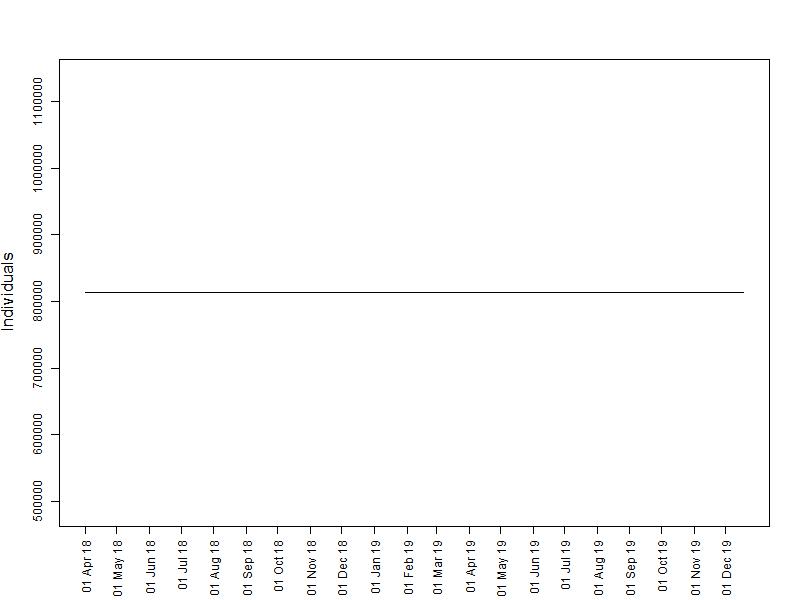 Individuals
1100000
1000000
900000
800000
700000
600000
500000
01 Apr 18
01 May 18
01 Jun 18
01 Jul 18
01 Aug 18
01 Sep 18
01 Oct 18
01 Nov 18
01 Dec 18
01 Jan 19
01 Feb 19
01 Mar 19
01 Apr 19
01 May 19
01 Jun 19
01 Jul 19
01 Aug 19
01 Sep 19
01 Oct 19
01 Nov 19
01 Dec 19